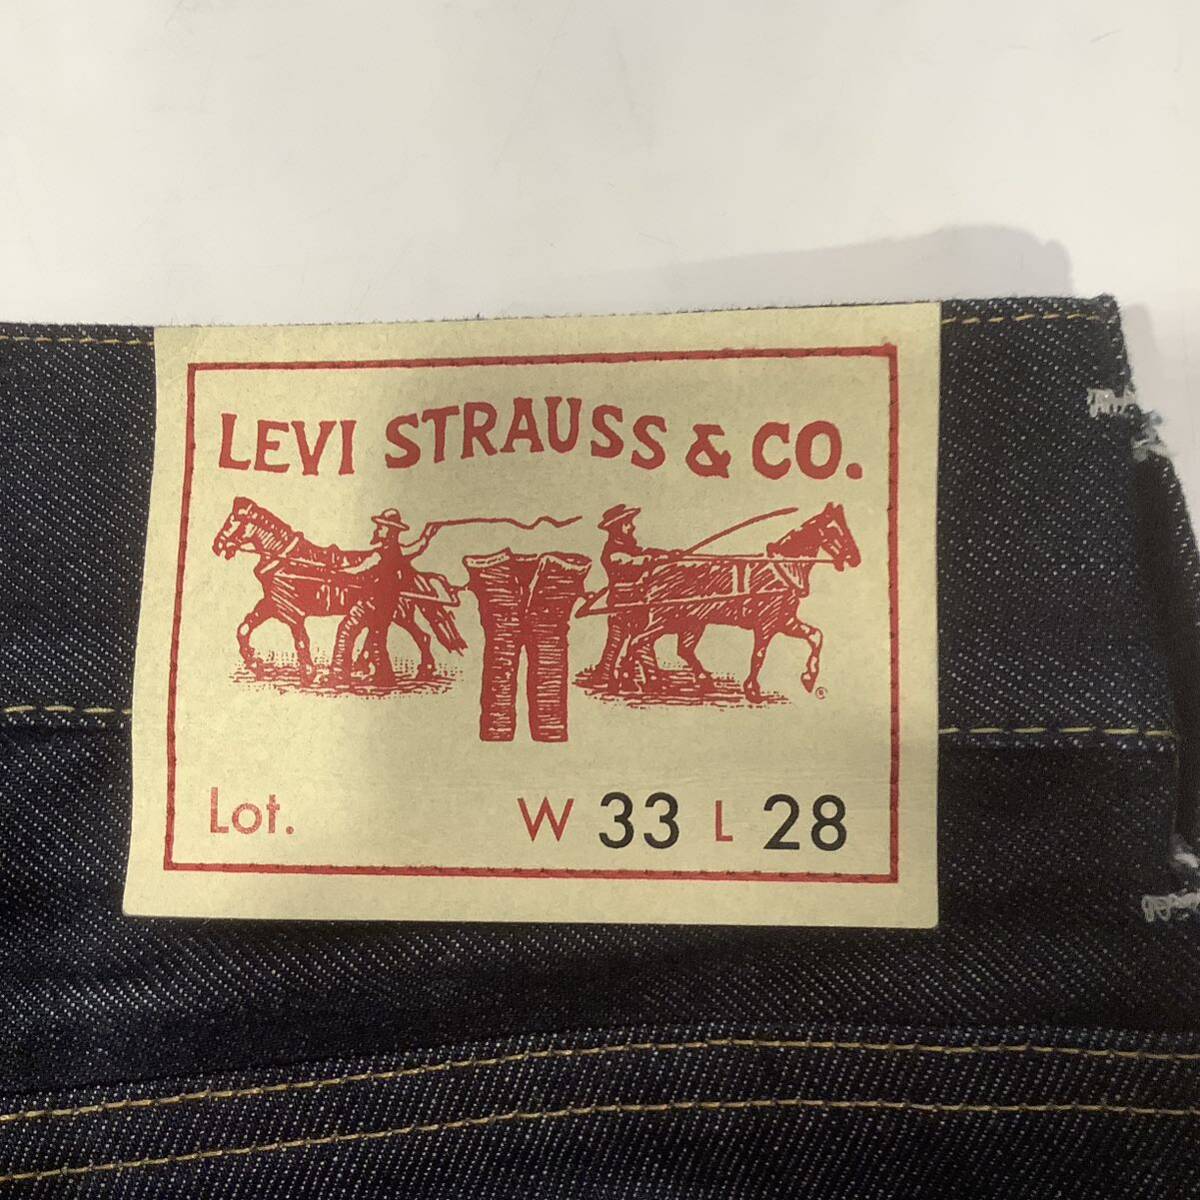 LEVI STRAUSS & CO.
®
Lot. W 33 L 28